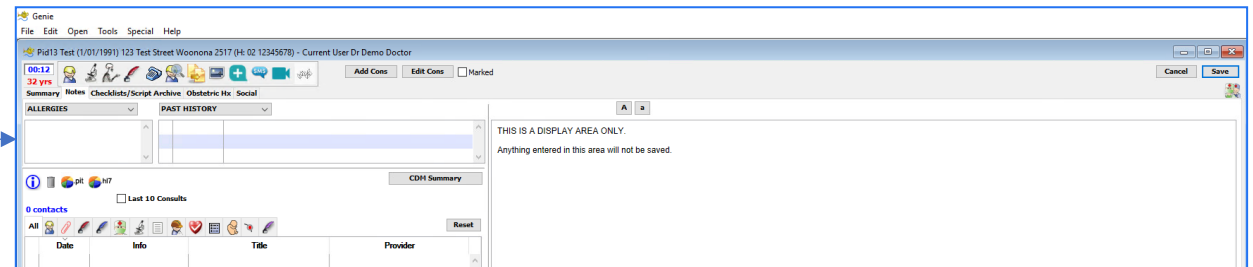 Genie
File Edit Open Tools Special Help
Pid13 Test (1/01/1991) 123 Test Street Woonona 2517 (H: 02 12345678) - Current User Dr Demo Doctor
00:12
32 yrs
SMS
Add Cons Edit Cons Marked Cancel Save
Summary Notes Checklists/Script Archive Obstetric Hx Social
ALLERGIES PAST HISTORY A a
THIS IS A DISPLAY AREA ONLY.
Anything entered in this area will not be saved.
pit hl7 CDM Summary
Last 10 Consults
0 contacts
All Reset
Date Info Title Provider